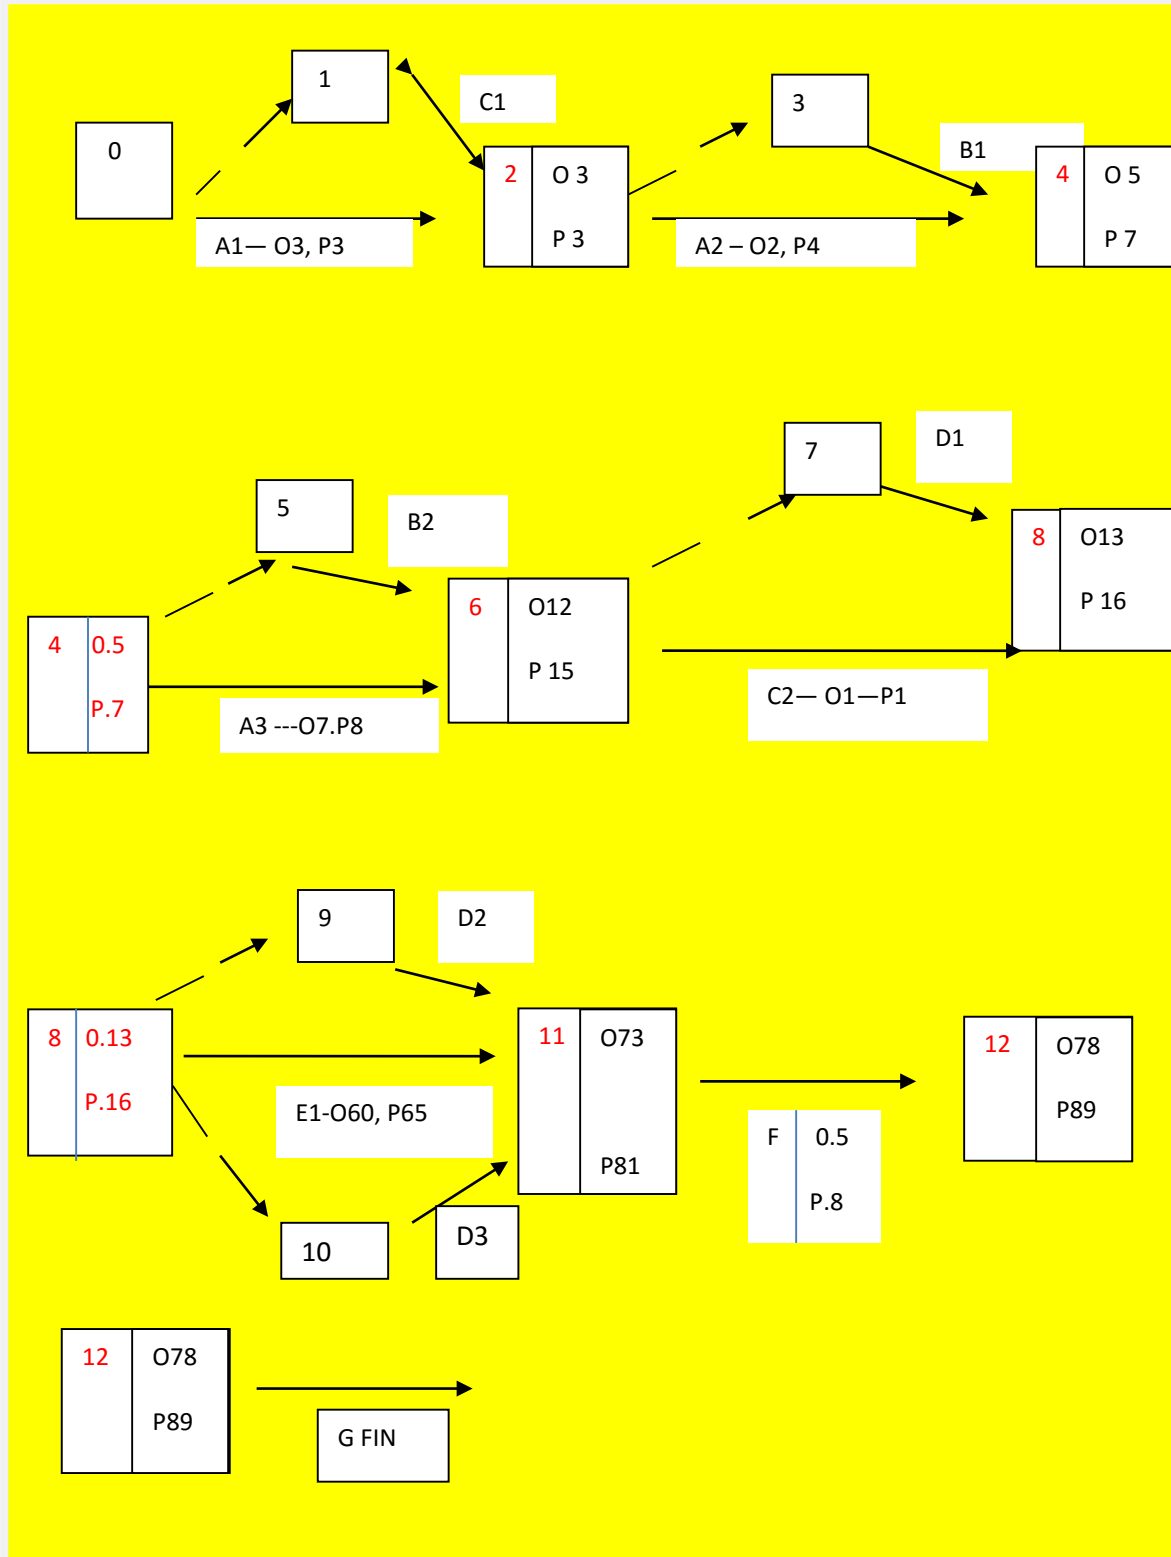 1
C1
3
0
B1
2 O 3
P 3
4 O 5
P 7
A1— O3, P3
A2 – O2, P4
7
D1
5
B2
8 O13
P 16
6 O12
P 15
4 0.5
P.7
C2— O1—P1
A3 ---O7.P8
9
D2
8 0.13
P.16
11 O73
P81
12 O78
P89
E1-O60, P65
F 0.5
P.8
10
D3
12 O78
P89
G FIN